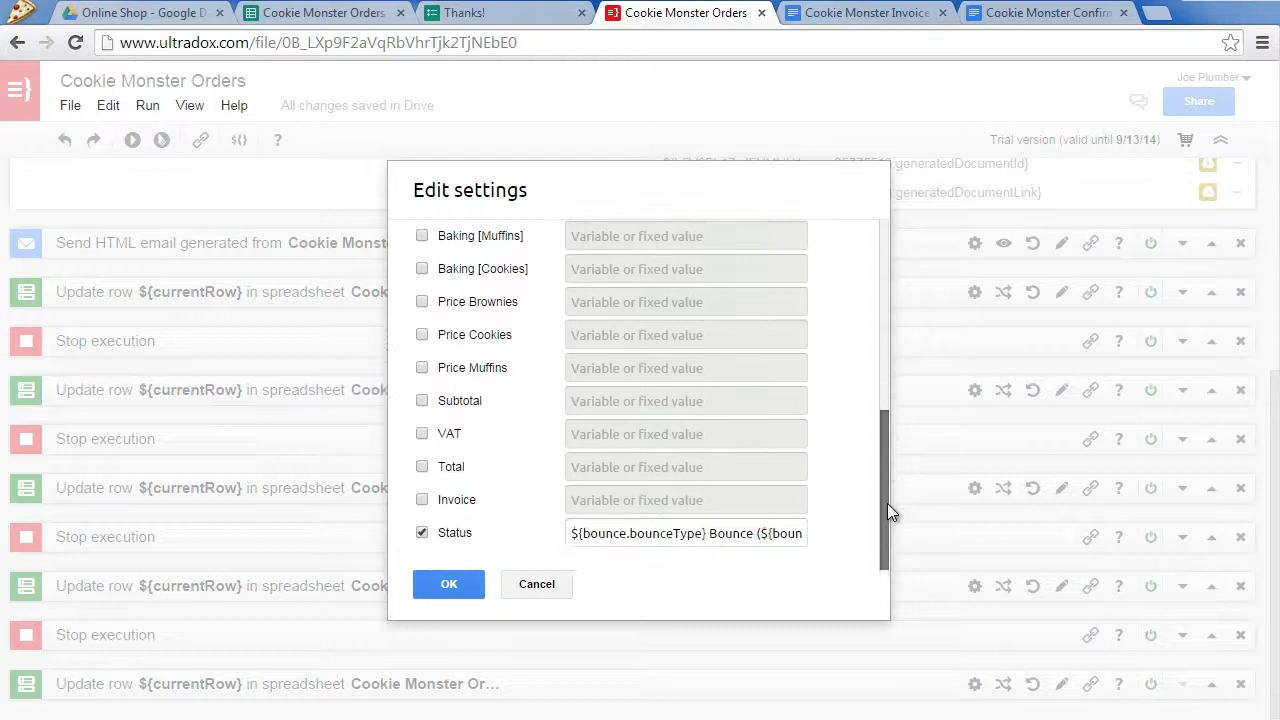 Online Shop - Google D
Cookie Monster Orders
Thanks!
Cookie Monster Orders
Cookie Monster Invoice
Cookie Monster Confirm
www.ultradox.com/file/0B_LXp9F2aVqRbVhrTjk2TjNEbE0
Cookie Monster Orders
Joe Plumber
File Edit Run View Help All changes saved in Drive
Share
Trial version (valid until 9/13/14)
:generatedDocumentId}
:generatedDocumentLink}
Edit settings
Baking [Muffins] Variable or fixed value
Baking [Cookies] Variable or fixed value
Price Brownies Variable or fixed value
Price Cookies Variable or fixed value
Price Muffins Variable or fixed value
Subtotal Variable or fixed value
VAT Variable or fixed value
Total Variable or fixed value
Invoice Variable or fixed value
Status ${bounce.bounceType} Bounce (${boun
OK Cancel
Send HTML email generated from Cookie Monste
Update row ${currentRow} in spreadsheet Cook
Stop execution
Update row ${currentRow} in spreadsheet Cook
Stop execution
Update row ${currentRow} in spreadsheet Cook
Stop execution
Update row ${currentRow} in spreadsheet Cook
Stop execution
Update row ${currentRow} in spreadsheet Cookie Monster Or...